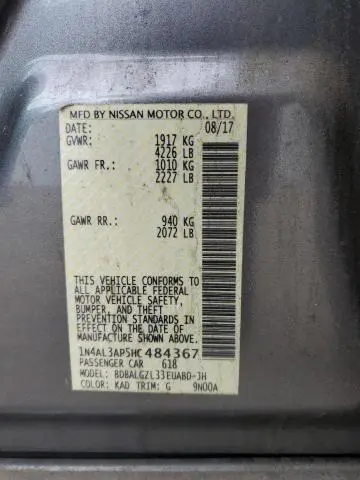 MFD BY NISSAN MOTOR CO., LTD.
DATE: 08/17
GVWR: 1917 KG
4226 LB
GAWR FR.: 1010 KG
2227 LB
GAWR RR.: 940 KG
2072 LB
THIS VEHICLE CONFORMS TO
ALL APPLICABLE FEDERAL
MOTOR VEHICLE SAFETY,
BUMPER, AND THEFT
PREVENTION STANDARDS IN
EFFECT ON THE DATE OF
MANUFACTURE SHOWN ABOVE.
1N4AL3AP5HC484367
PASSENGER CAR 618
MODEL: BDBALGZL33EUABD-JH
COLOR: KAD TRIM: G 9N00A